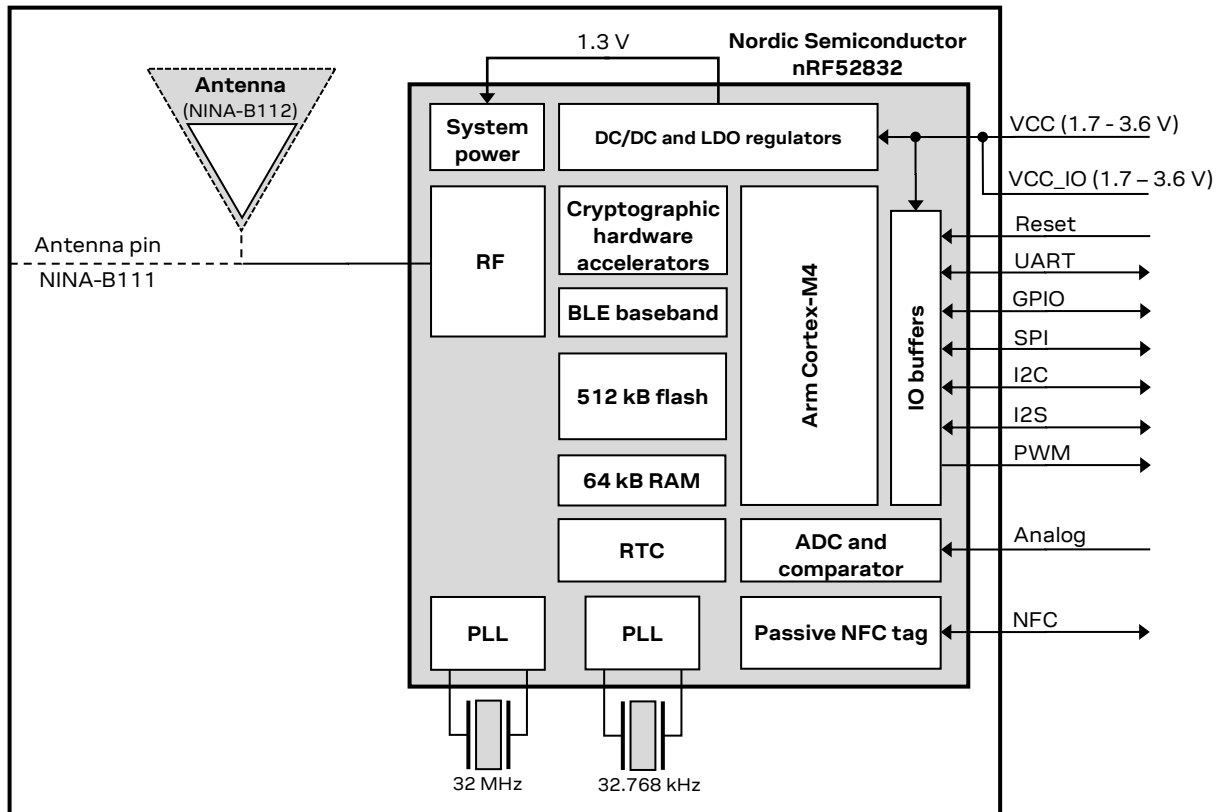 1.3 V
Nordic Semiconductor
nRF52832
Antenna
(NINA-B112)
System
power
DC/DC and LDO regulators
VCC (1.7 - 3.6 V)
VCC_IO (1.7 – 3.6 V)
Cryptographic
hardware
accelerators
RF
Antenna pin
NINA-B111
BLE baseband
512 kB flash
64 kB RAM
RTC
Arm Cortex-M4
IO buffers
Reset
UART
GPIO
SPI
I2C
I2S
PWM
ADC and
comparator
Analog
PLL
PLL
Passive NFC tag
NFC
32 MHz
32.768 kHz